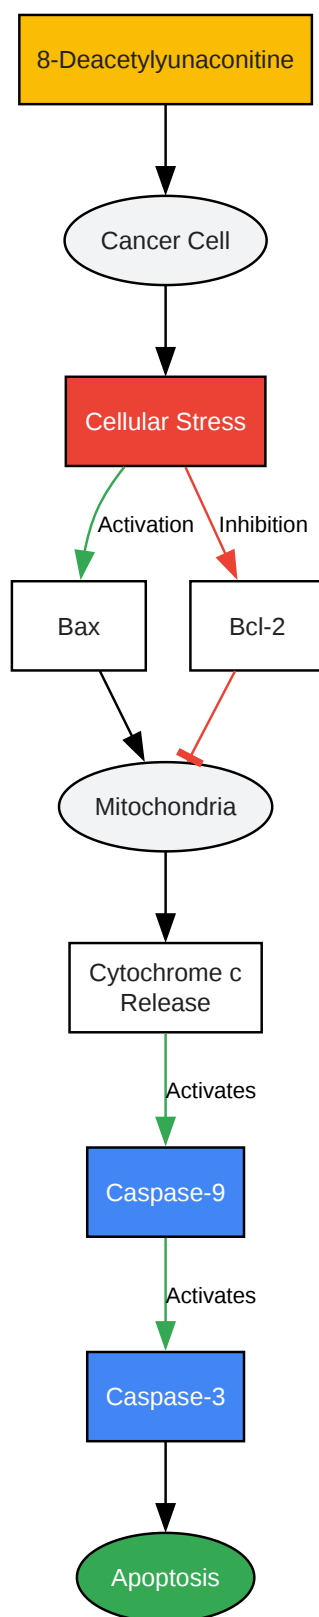 8-Deacetylyunaconitine
Cancer Cell
Cellular Stress
Activation
Inhibition
Bax
Bcl-2
Mitochondria
Cytochrome c
Release
Activates
Caspase-9
Activates
Caspase-3
Apoptosis